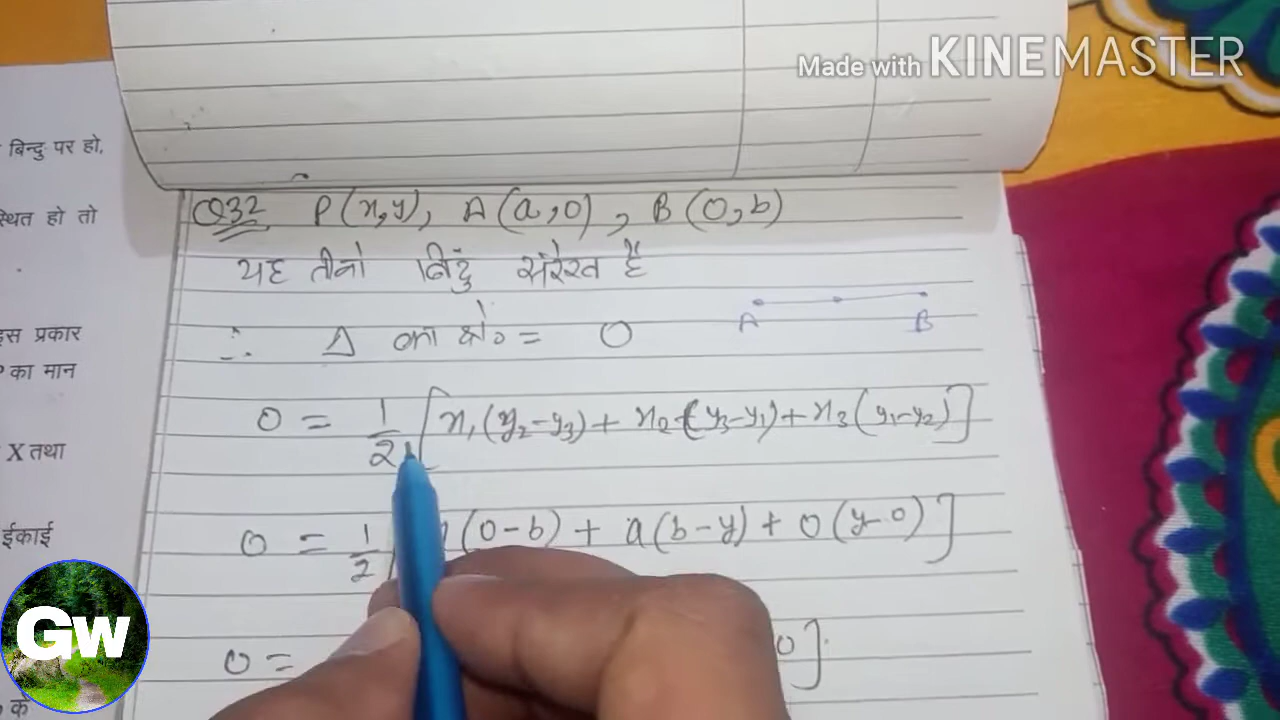 Made with KINEMASTER
बिन्दु पर हो,
स्थित हो तो
इस प्रकार
का मान
X तथा
ईकाई
Q32 P(x,y), A(a,0), B(0,b)
यह तीनो बिंदु संरेखत हैं
A B
∴ Δ का क्षे० = 0
0 = 1/2 [x₁(y₂-y₃) + x₂(y₃-y₁) + x₃(y₁-y₂)]
0 = 1/2 (0-b) + a(b-y) + 0(y-0)]
0 = 0]
GW